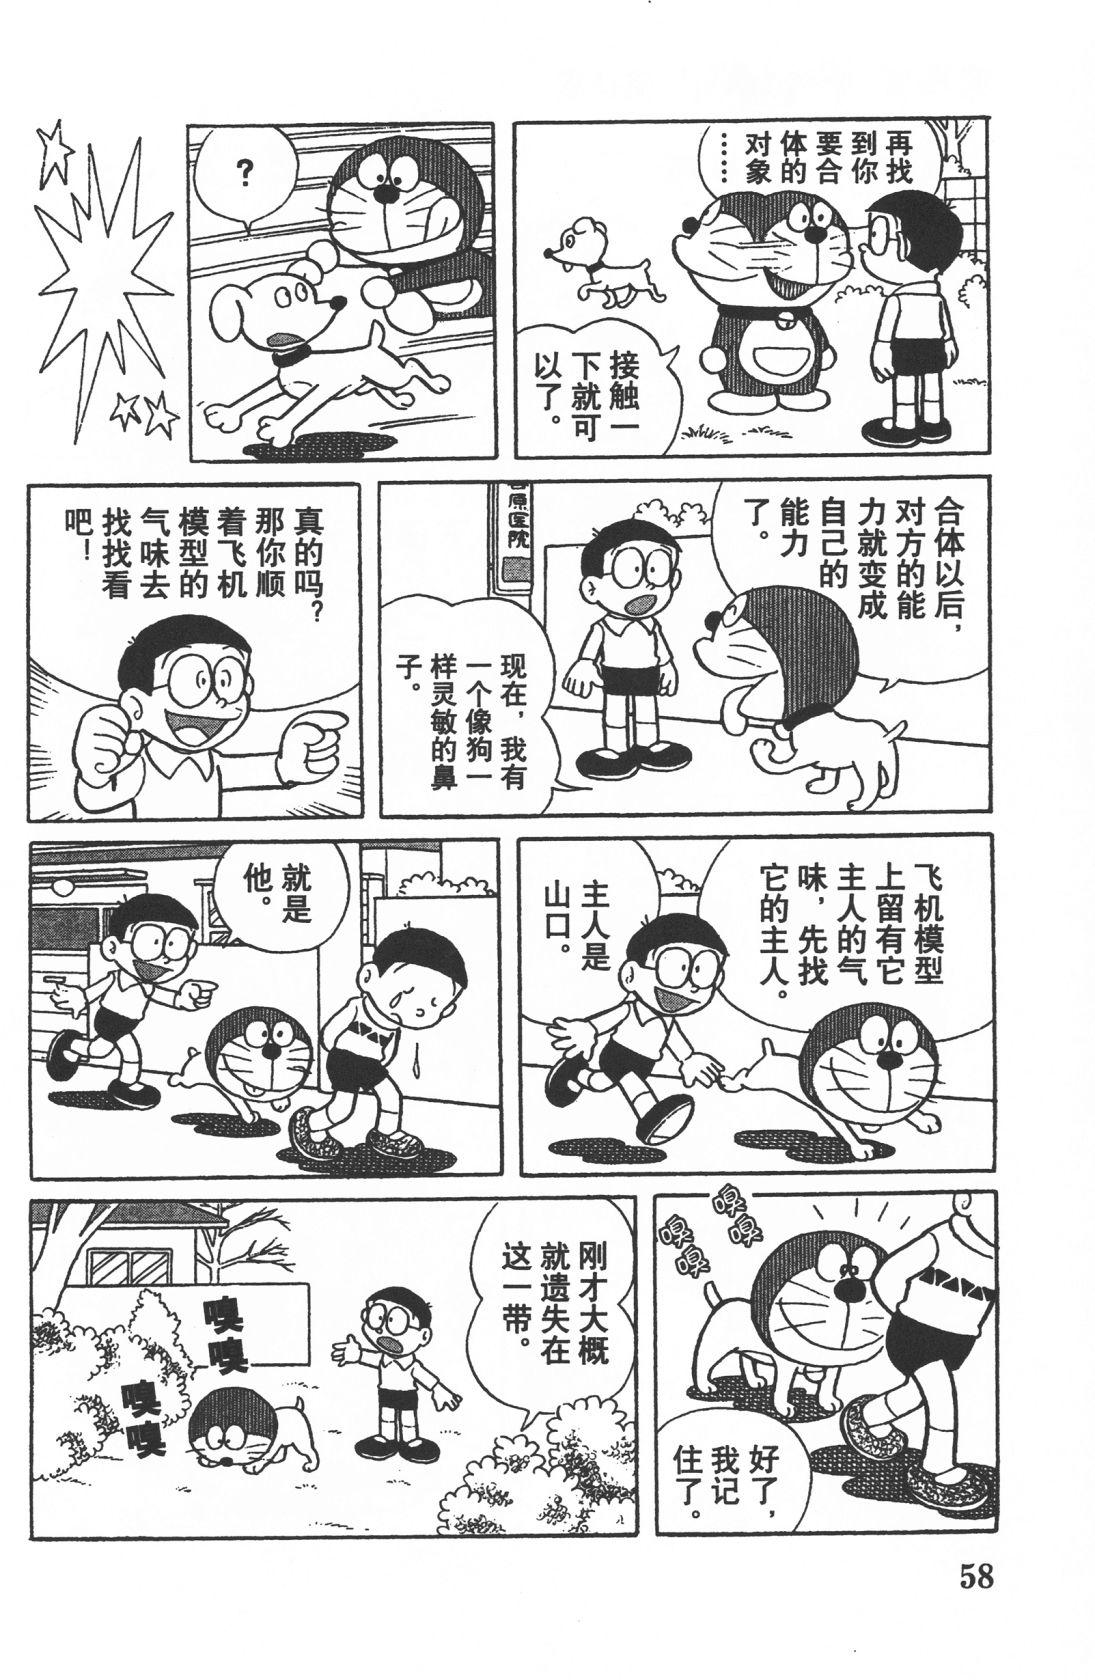 再找
到你
要合
体的
对象
……
接触一
下就可
以了。
?
合体以后，
对方的能
力就变成
自己的
能力
了。
原医院
现在，我有
一个像狗一
样灵敏的鼻
子。
真的吗？
那你顺
着飞机
模型的
气味去
找找看
吧！
飞机模型
上留有它
主人的气
味，先找
它的主人。
主人是
山口。
就是
他。
嗅嗅
嗅嗅
好了，
我记
住了。
刚才大概
就遗失在
这一带。
嗅嗅
嗅嗅
58